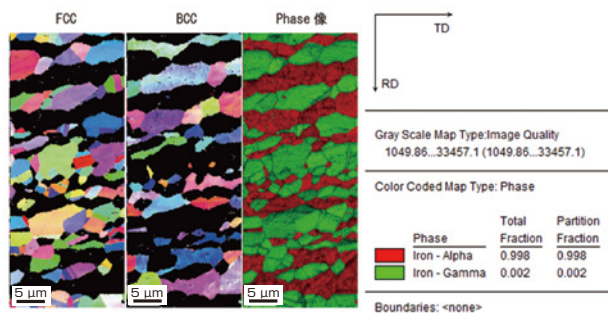 FCC
BCC
Phase 像
5 μm
5 μm
5 μm
TD
RD
Gray Scale Map Type:Image Quality
1049.86...33457.1 (1049.86...33457.1)
Color Coded Map Type: Phase
Total Partition
Phase Fraction Fraction
Iron - Alpha 0.998 0.998
Iron - Gamma 0.002 0.002
Boundaries: <none>